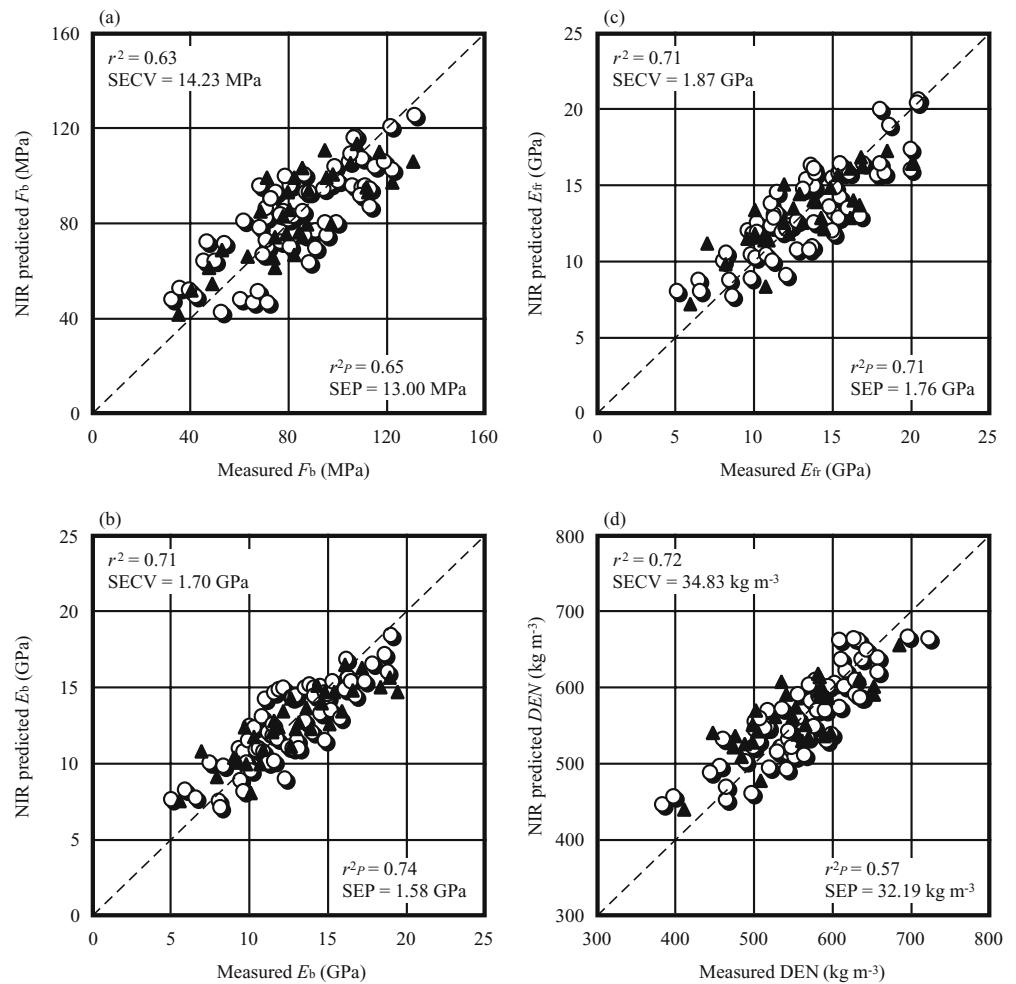 (a)
160
120
80
40
0
0 40 80 120 160
NIR predicted Fb (MPa)
Measured Fb (MPa)
r² = 0.63
SECV = 14.23 MPa
r²P = 0.65
SEP = 13.00 MPa
(c)
25
20
15
10
5
0
0 5 10 15 20 25
NIR predicted Efr (GPa)
Measured Efr (GPa)
r² = 0.71
SECV = 1.87 GPa
r²P = 0.71
SEP = 1.76 GPa
(b)
25
20
15
10
5
0
0 5 10 15 20 25
NIR predicted Eb (GPa)
Measured Eb (GPa)
r² = 0.71
SECV = 1.70 GPa
r²P = 0.74
SEP = 1.58 GPa
(d)
800
700
600
500
400
300
300 400 500 600 700 800
NIR predicted DEN (kg m-3)
Measured DEN (kg m-3)
r² = 0.72
SECV = 34.83 kg m-3
r²P = 0.57
SEP = 32.19 kg m-3